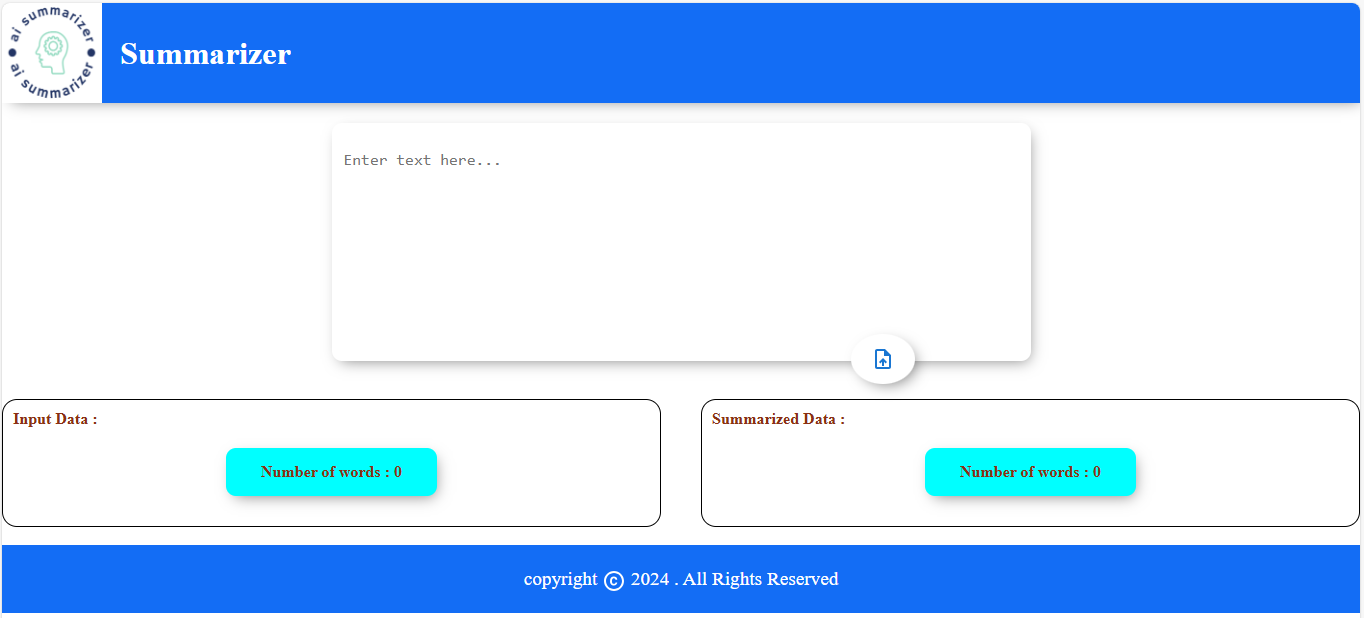 ai summarizer
ai summarizer
Summarizer
Enter text here...
Input Data :
Number of words : 0
Summarized Data :
Number of words : 0
copyright © 2024 . All Rights Reserved